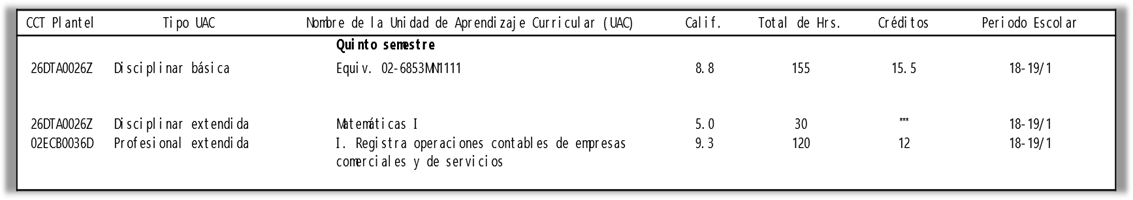 CCT Plantel Tipo UAC Nombre de la Unidad de Aprendizaje Curricular (UAC) Calif. Total de Hrs. Créditos Periodo Escolar
Quinto semestre
26DTA0026Z Disciplinar básica Equiv. 02-6853MN1111 8.8 155 15.5 18-19/1
26DTA0026Z Disciplinar extendida Matemáticas I 5.0 30 *** 18-19/1
02ECB0036D Profesional extendida I. Registra operaciones contables de empresas 9.3 120 12 18-19/1
comerciales y de servicios